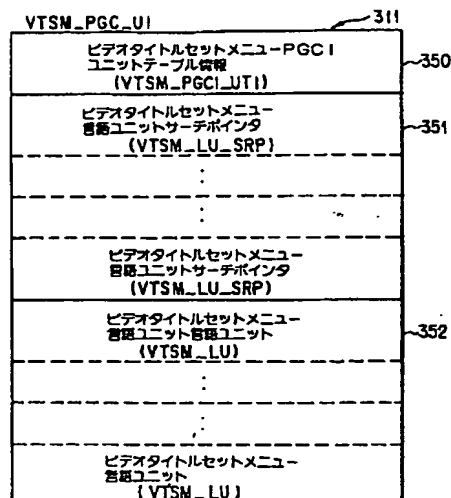 VTSM_PGC_UI
311
ビデオタイトルセットメニューPGCI
ユニットテーブル情報
(VTSM_PGCI_UTI)
350
ビデオタイトルセットメニュー
言語ユニットサーチポインタ
(VTSM_LU_SRP)
351
ビデオタイトルセットメニュー
言語ユニットサーチポインタ
(VTSM_LU_SRP)
ビデオタイトルセットメニュー
言語ユニット言語ユニット
(VTSM_LU)
352
ビデオタイトルセットメニュー
言語ユニット
(VTSM_LU)